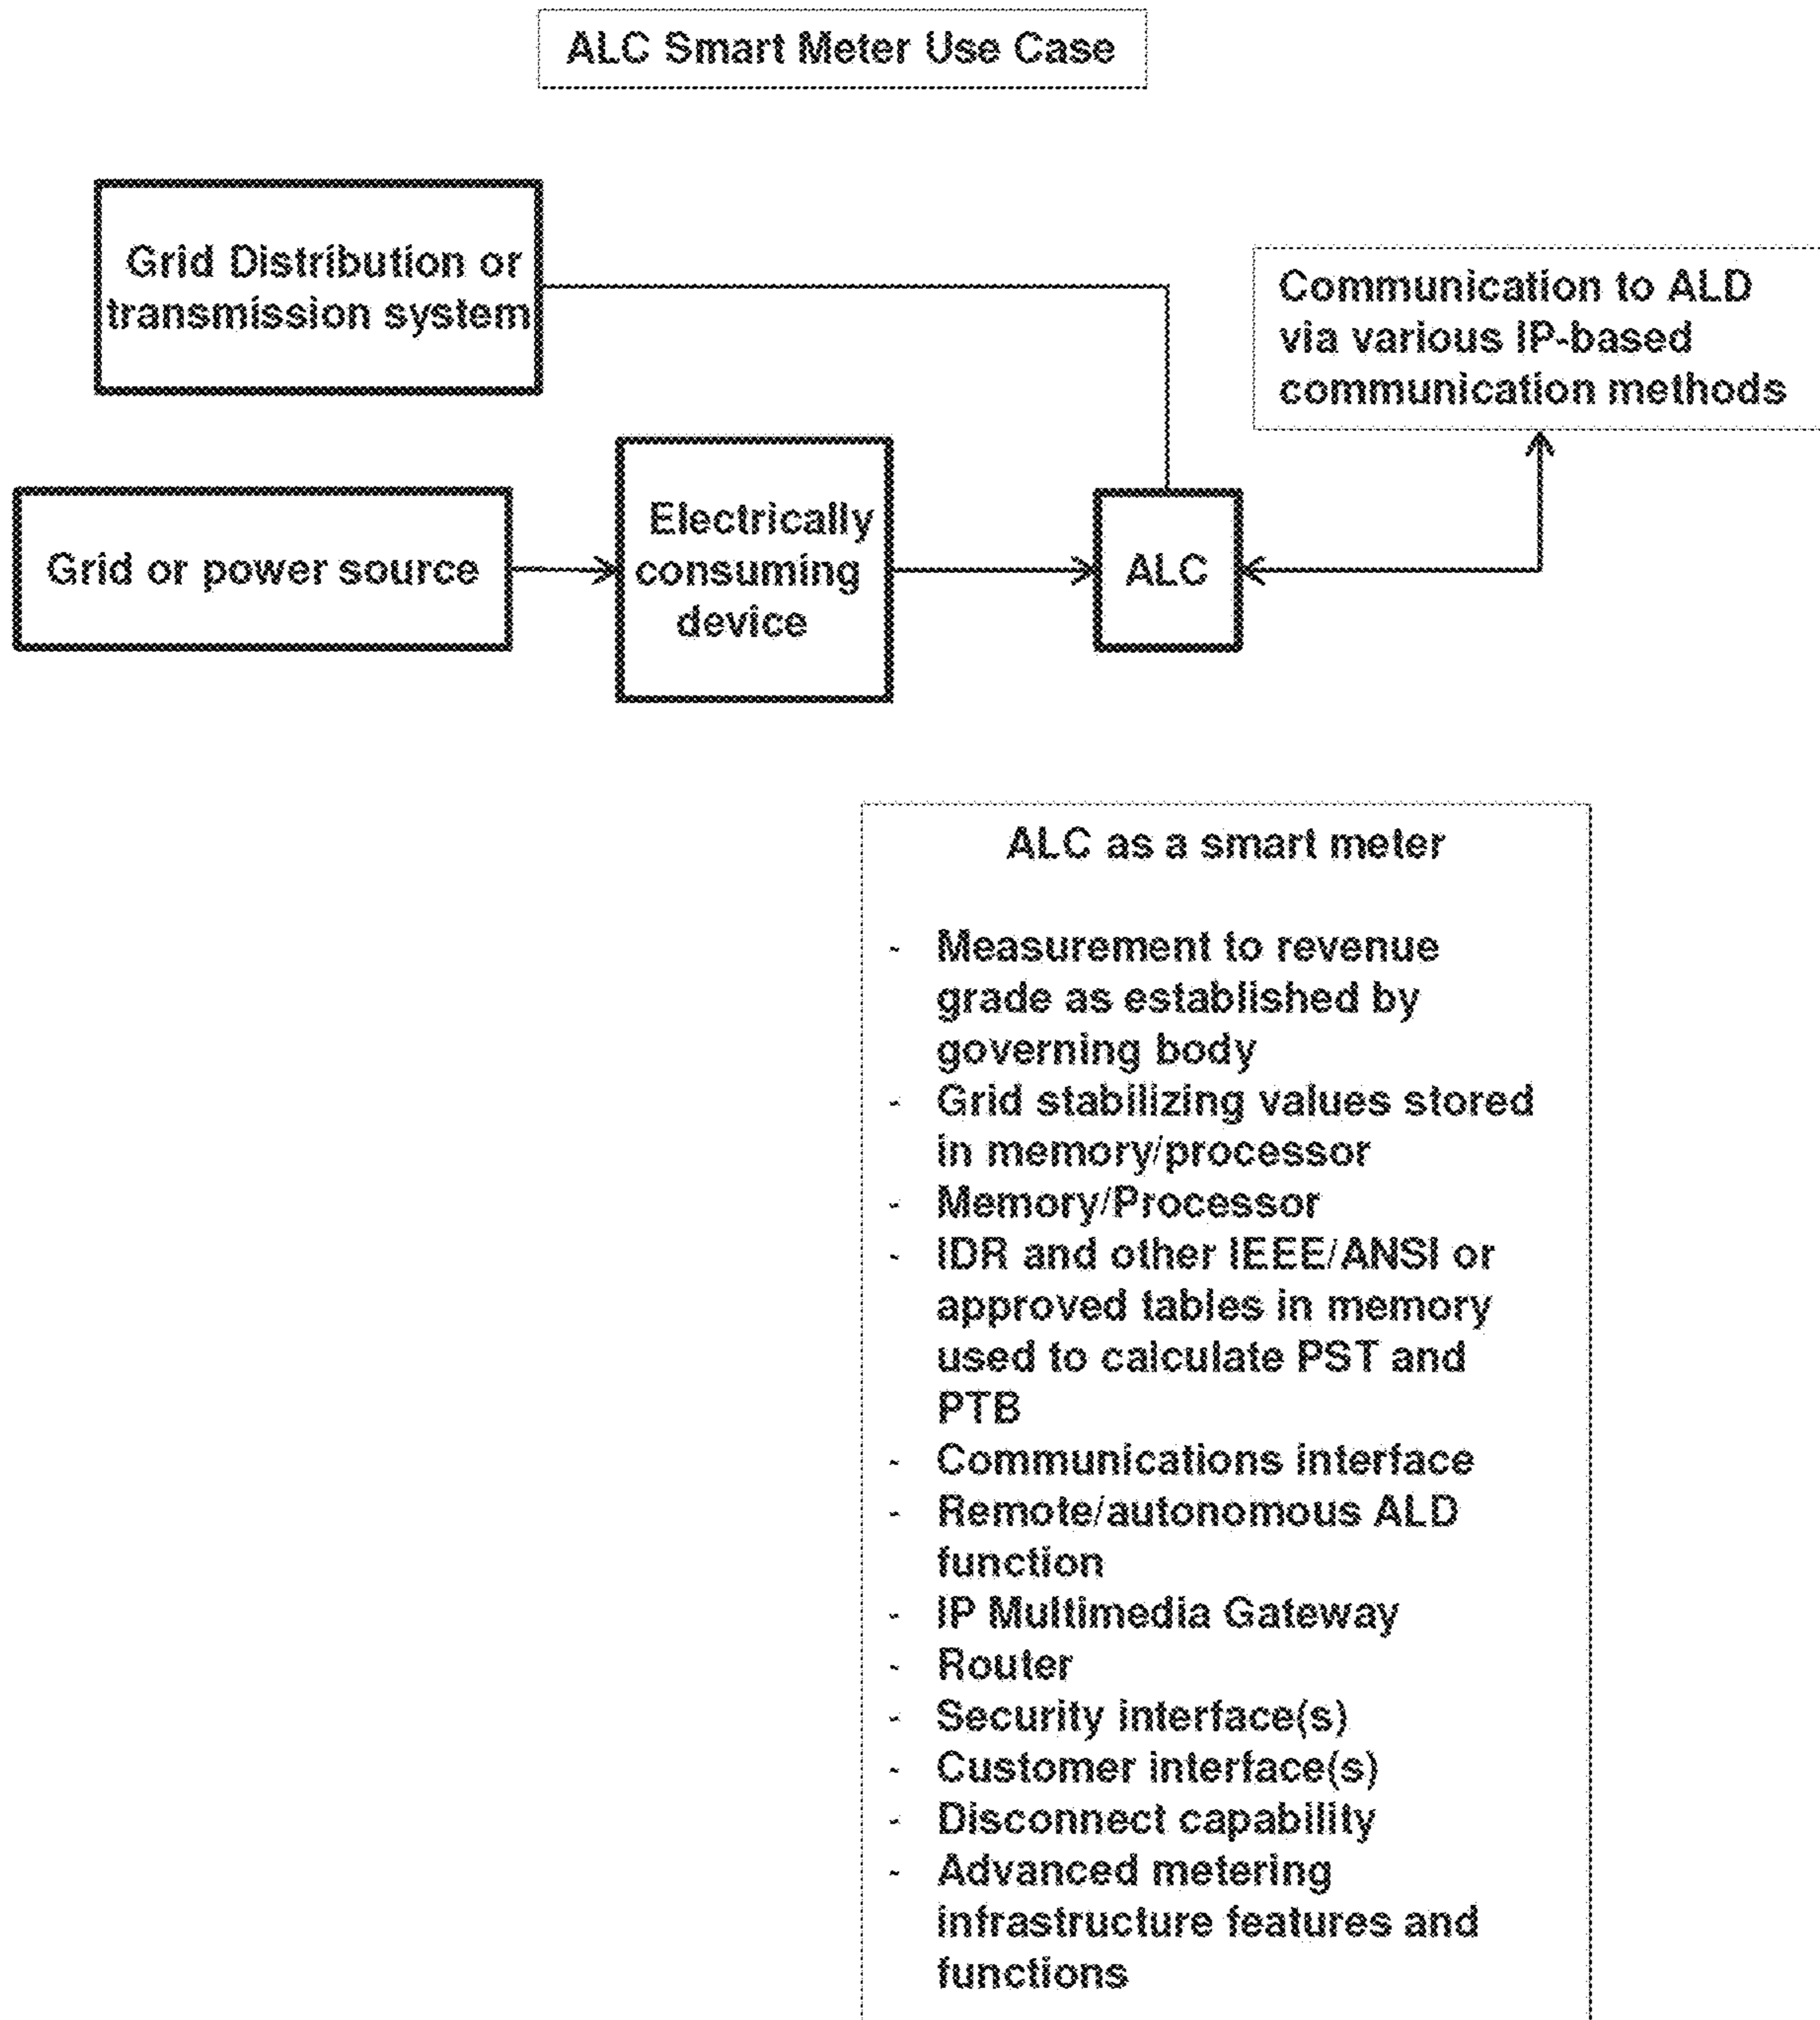 ALC Smart Meter Use Case
Grid Distribution or
transmission system
Communication to ALD
via various IP-based
communication methods
Grid or power source
Electrically
consuming
device
ALC
ALC as a smart meter
- Measurement to revenue
grade as established by
governing body
- Grid stabilizing values stored
in memory/processor
- Memory/Processor
- IDR and other IEEE/ANSI or
approved tables in memory
used to calculate PST and
PTB
- Communications interface
- Remote/autonomous ALD
function
- IP Multimedia Gateway
- Router
- Security interface(s)
- Customer interface(s)
- Disconnect capability
- Advanced metering
infrastructure features and
functions